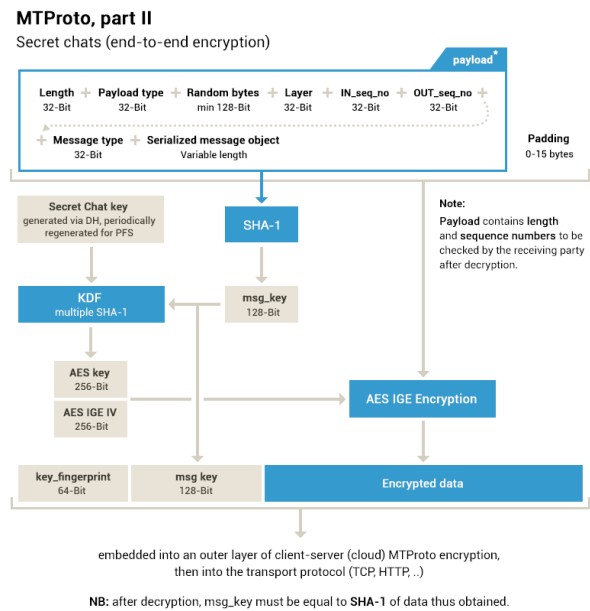 MTProto, part II
Secret chats (end-to-end encryption)
payload*
Length + Payload type + Random bytes + Layer + IN_seq_no + OUT_seq_no +
32-Bit 32-Bit min 128-Bit 32-Bit 32-Bit 32-Bit
+ Message type + Serialized message object
32-Bit Variable length
Padding
0-15 bytes
Secret Chat key
generated via DH, periodically
regenerated for PFS
SHA-1
Note:
Payload contains length
and sequence numbers to be
checked by the receiving party
after decryption.
KDF
multiple SHA-1
msg_key
128-Bit
AES key
256-Bit
AES IGE IV
256-Bit
AES IGE Encryption
key_fingerprint
64-Bit
msg key
128-Bit
Encrypted data
embedded into an outer layer of client-server (cloud) MTProto encryption,
then into the transport protocol (TCP, HTTP, ..)
NB: after decryption, msg_key must be equal to SHA-1 of data thus obtained.